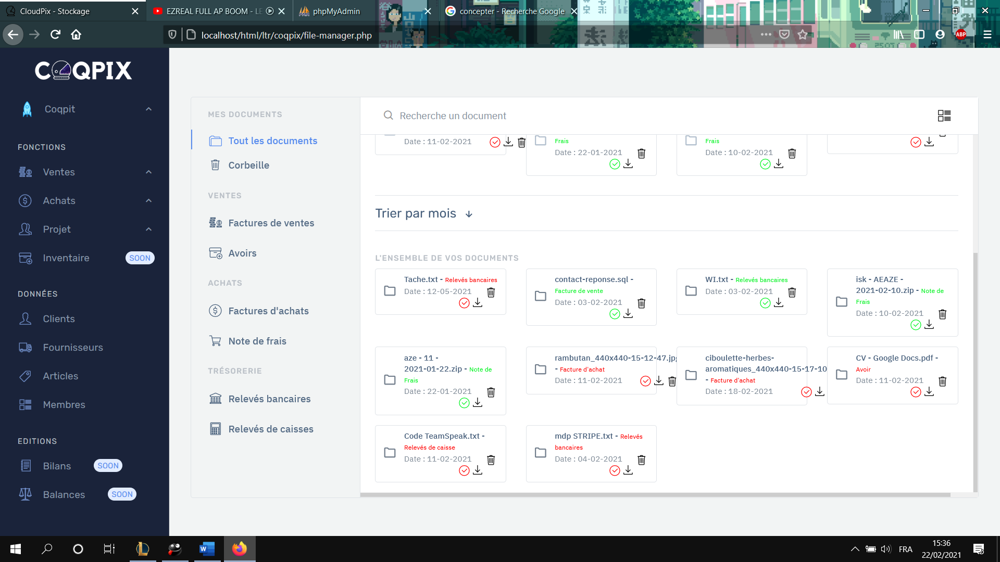 CloudPix - Stockage
EZREAL FULL AP BOOM - LE
phpMyAdmin
concepter - Recherche Google
localhost/html/ltr/coqpix/file-manager.php
ABP
COQPIX
Coqpit
FONCTIONS
Ventes
Achats
Projet
Inventaire SOON
DONNÉES
Clients
Fournisseurs
Articles
Membres
EDITIONS
Bilans SOON
Balances SOON
MES DOCUMENTS
Tout les documents
Corbeille
VENTES
Factures de ventes
Avoirs
ACHATS
Factures d'achats
Note de frais
TRÉSORERIE
Relevés bancaires
Relevés de caisses
Recherche un document
Date : 11-02-2021
Frais
Date : 22-01-2021
Frais
Date : 10-02-2021
Trier par mois
L'ENSEMBLE DE VOS DOCUMENTS
Tache.txt - Relevés bancaires
Date : 12-05-2021
contact-reponse.sql -
Facture de vente
Date : 03-02-2021
WI.txt - Relevés bancaires
Date : 03-02-2021
isk - AEAZE -
2021-02-10.zip - Note de
Frais
Date : 10-02-2021
aze - 11 -
2021-01-22.zip - Note de
Frais
Date : 22-01-2021
rambutan_440x440-15-12-47.jpg
- Facture d'achat
Date : 11-02-2021
ciboulette-herbes-
aromatiques_440x440-15-17-10
- Facture d'achat
Date : 18-02-2021
CV - Google Docs.pdf -
Avoir
Date : 11-02-2021
Code TeamSpeak.txt -
Relevés de caisse
Date : 11-02-2021
mdp STRIPE.txt - Relevés
bancaires
Date : 04-02-2021
FRA
15:36
22/02/2021